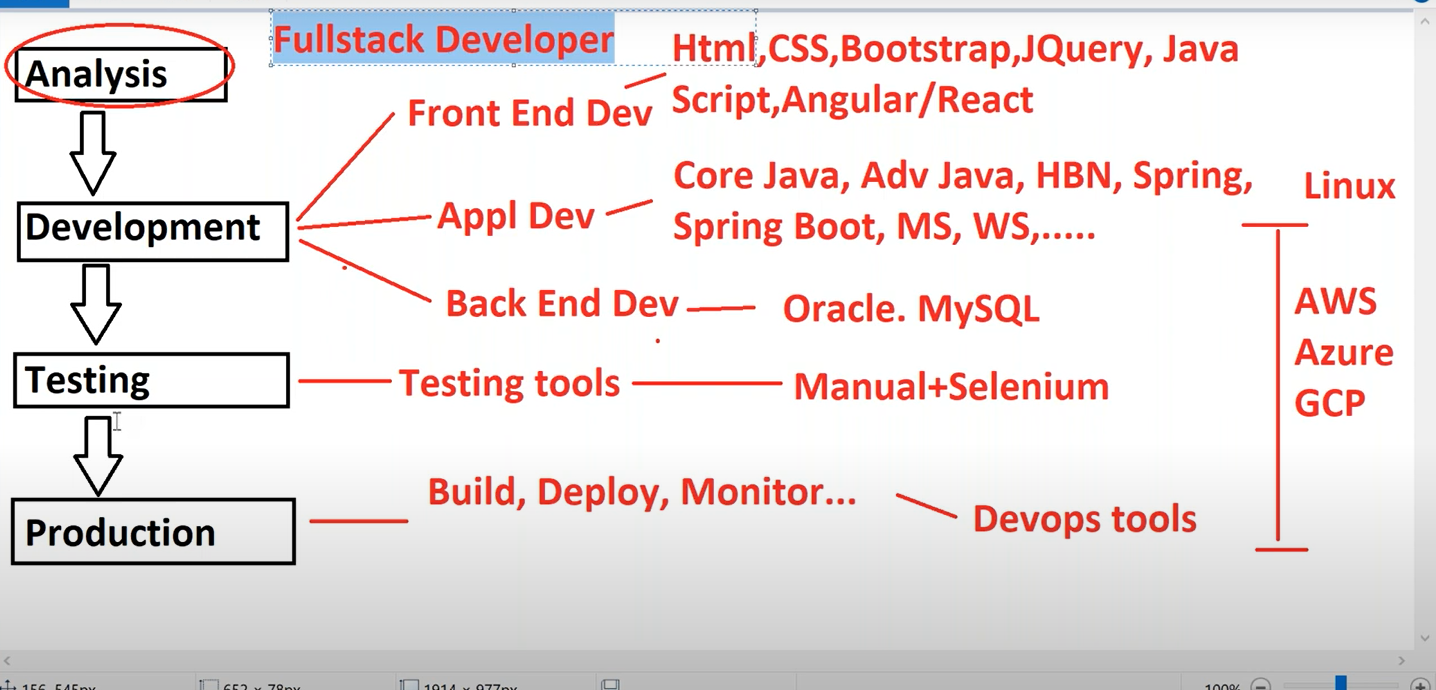 Fullstack Developer
Analysis
Html,CSS,Bootstrap,JQuery, Java
Script,Angular/React
Front End Dev
Core Java, Adv Java, HBN, Spring,
Spring Boot, MS, WS,.....
Appl Dev
Linux
Development
Back End Dev
Oracle. MySQL
AWS
Azure
GCP
Testing
Testing tools
Manual+Selenium
Build, Deploy, Monitor...
Devops tools
Production
156, 545px
652 × 78px
1914 × 977px
100%